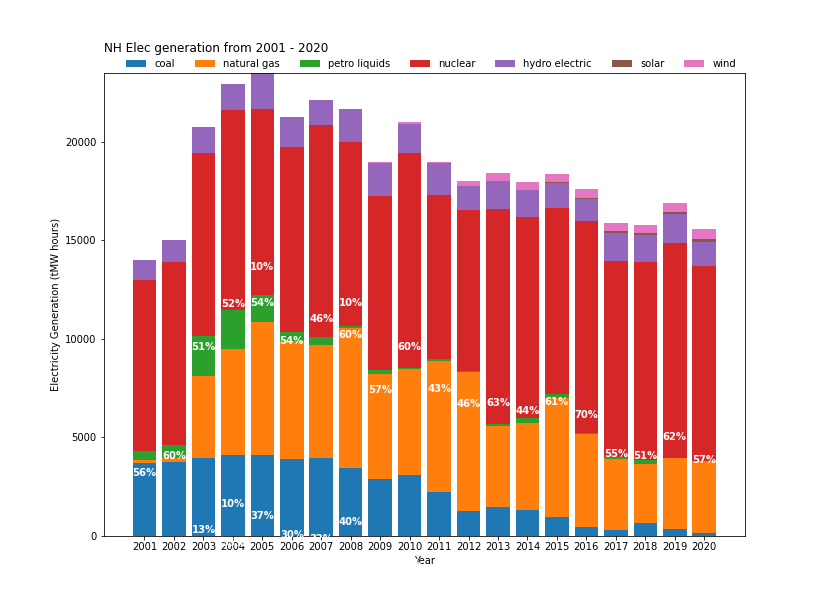 NH Elec generation from 2001 - 2020
coal natural gas petro liquids nuclear hydro electric solar wind
20000
15000
10000
5000
0
Electricity Generation (tMW hours)
10%
52% 54% 10%
46%
51% 54% 60% 60%
57% 43% 46% 63% 44% 61% 70%
60% 62%
56% 55% 51% 57%
10% 37% 40%
13% 30%
2001 2002 2003 2004 2005 2006 2007 2008 2009 2010 2011 2012 2013 2014 2015 2016 2017 2018 2019 2020
Year